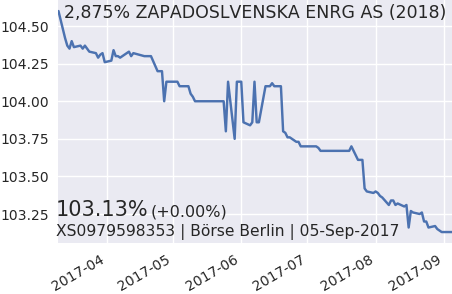 2,875% ZAPADOSLVENSKA ENRG AS (2018)
104.50
104.25
104.00
103.75
103.50
103.25
103.13% (+0.00%)
XS0979598353 | Börse Berlin | 05-Sep-2017
2017-04 2017-05 2017-06 2017-07 2017-08 2017-09